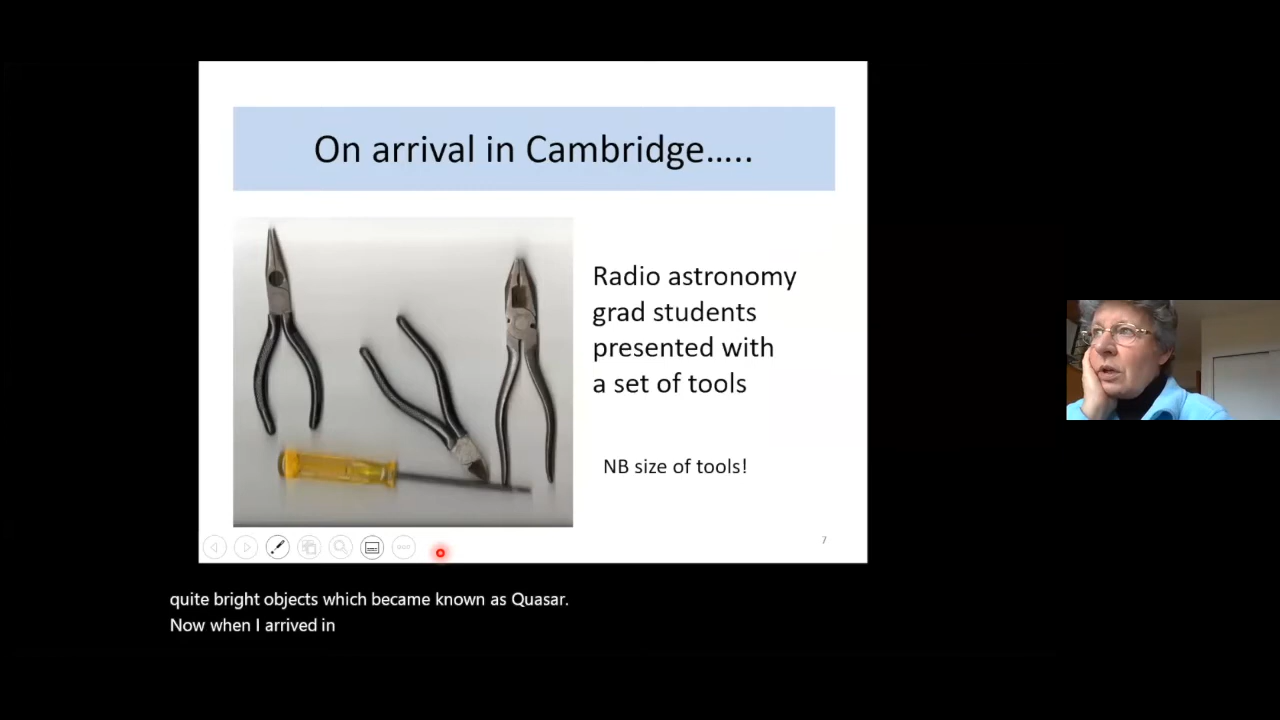 On arrival in Cambridge.....
Radio astronomy
grad students
presented with
a set of tools
NB size of tools!
7
quite bright objects which became known as Quasar.
Now when I arrived in